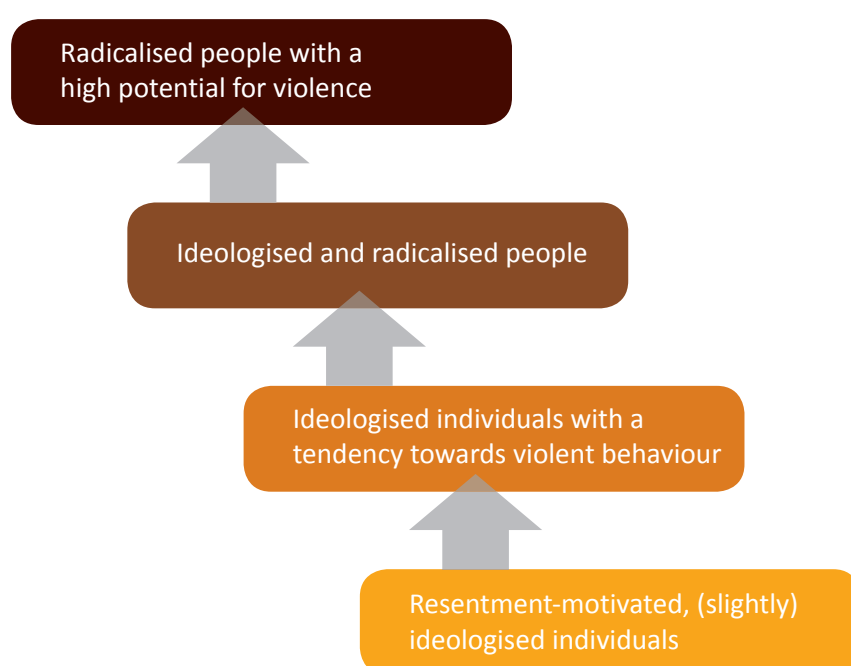 Radicalised people with a
high potential for violence
Ideologised and radicalised people
Ideologised individuals with a
tendency towards violent behaviour
Resentment-motivated, (slightly)
ideologised individuals